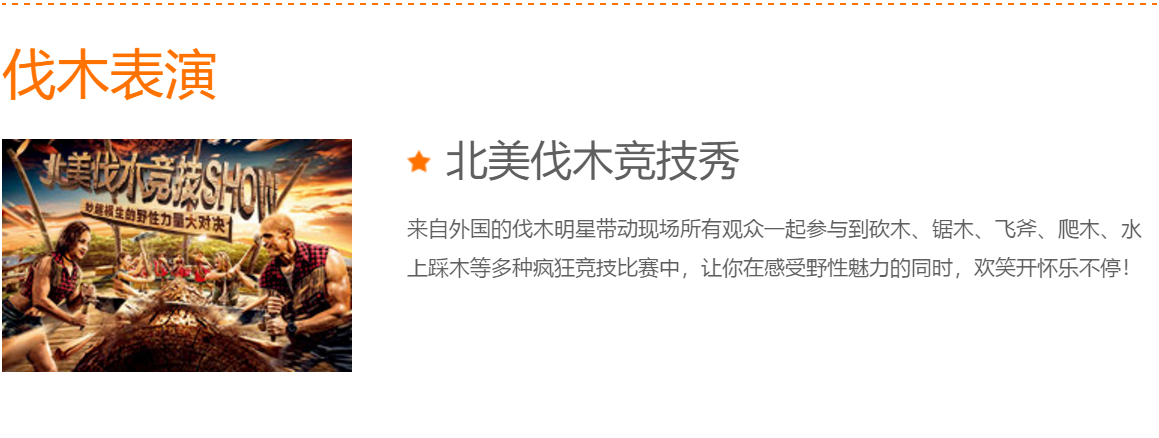 伐木表演
北美伐木竞技SHOW
妙趣横生的野性力量大对决
北美伐木竞技秀
来自外国的伐木明星带动现场所有观众一起参与到砍木、锯木、飞斧、爬木、水
上踩木等多种疯狂竞技比赛中，让你在感受野性魅力的同时，欢笑开怀乐不停！